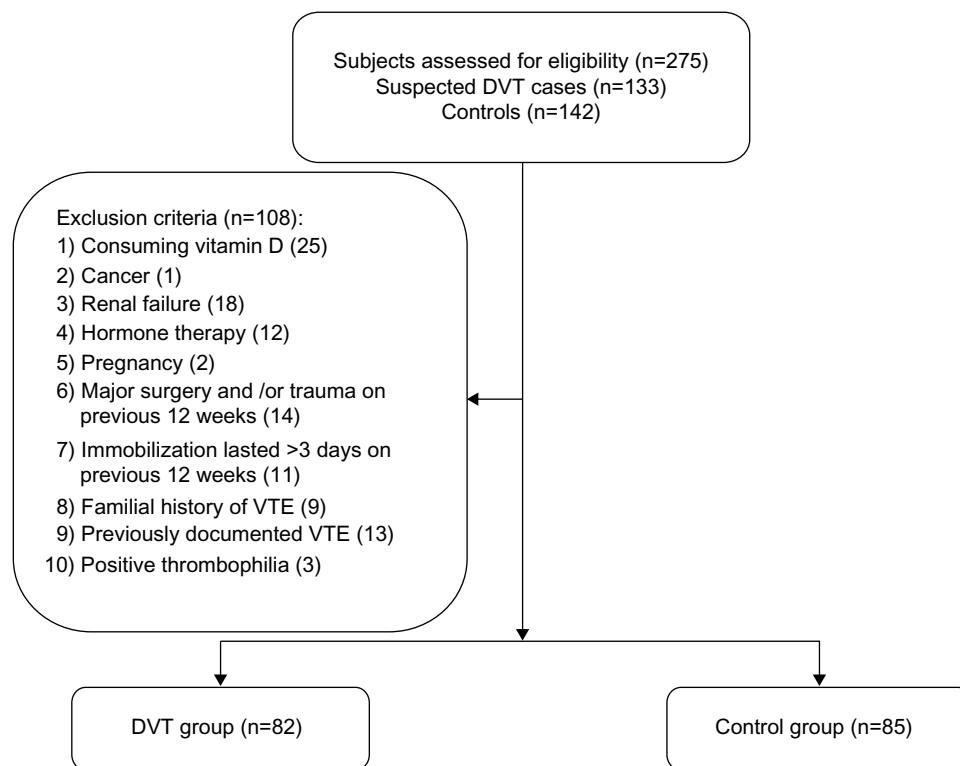 Subjects assessed for eligibility (n=275)
Suspected DVT cases (n=133)
Controls (n=142)
Exclusion criteria (n=108):
1) Consuming vitamin D (25)
2) Cancer (1)
3) Renal failure (18)
4) Hormone therapy (12)
5) Pregnancy (2)
6) Major surgery and /or trauma on
previous 12 weeks (14)
7) Immobilization lasted >3 days on
previous 12 weeks (11)
8) Familial history of VTE (9)
9) Previously documented VTE (13)
10) Positive thrombophilia (3)
DVT group (n=82)
Control group (n=85)